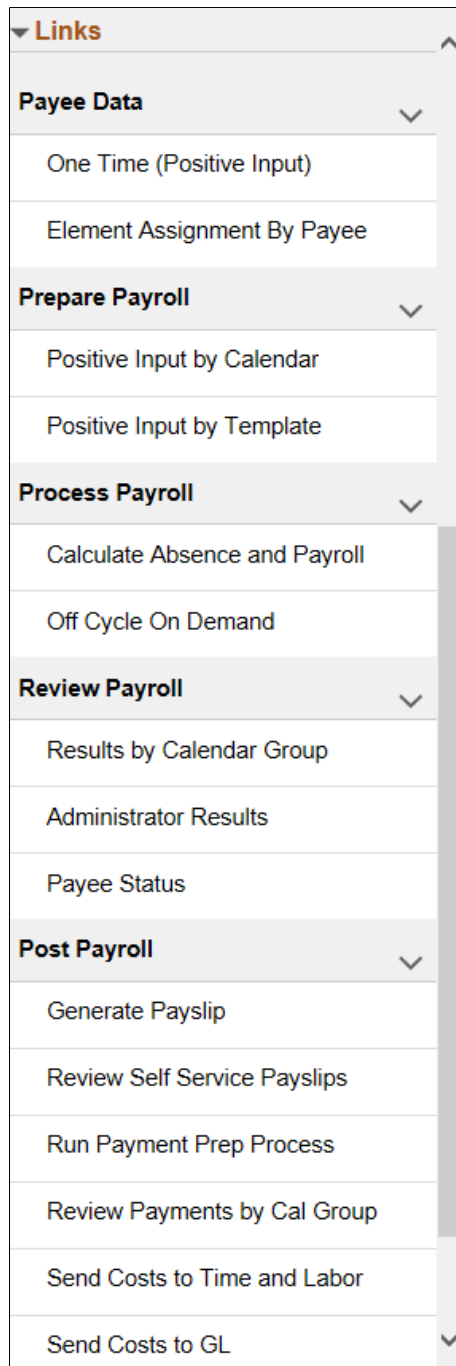 Links
Payee Data
One Time (Positive Input)
Element Assignment By Payee
Prepare Payroll
Positive Input by Calendar
Positive Input by Template
Process Payroll
Calculate Absence and Payroll
Off Cycle On Demand
Review Payroll
Results by Calendar Group
Administrator Results
Payee Status
Post Payroll
Generate Payslip
Review Self Service Payslips
Run Payment Prep Process
Review Payments by Cal Group
Send Costs to Time and Labor
Send Costs to GL